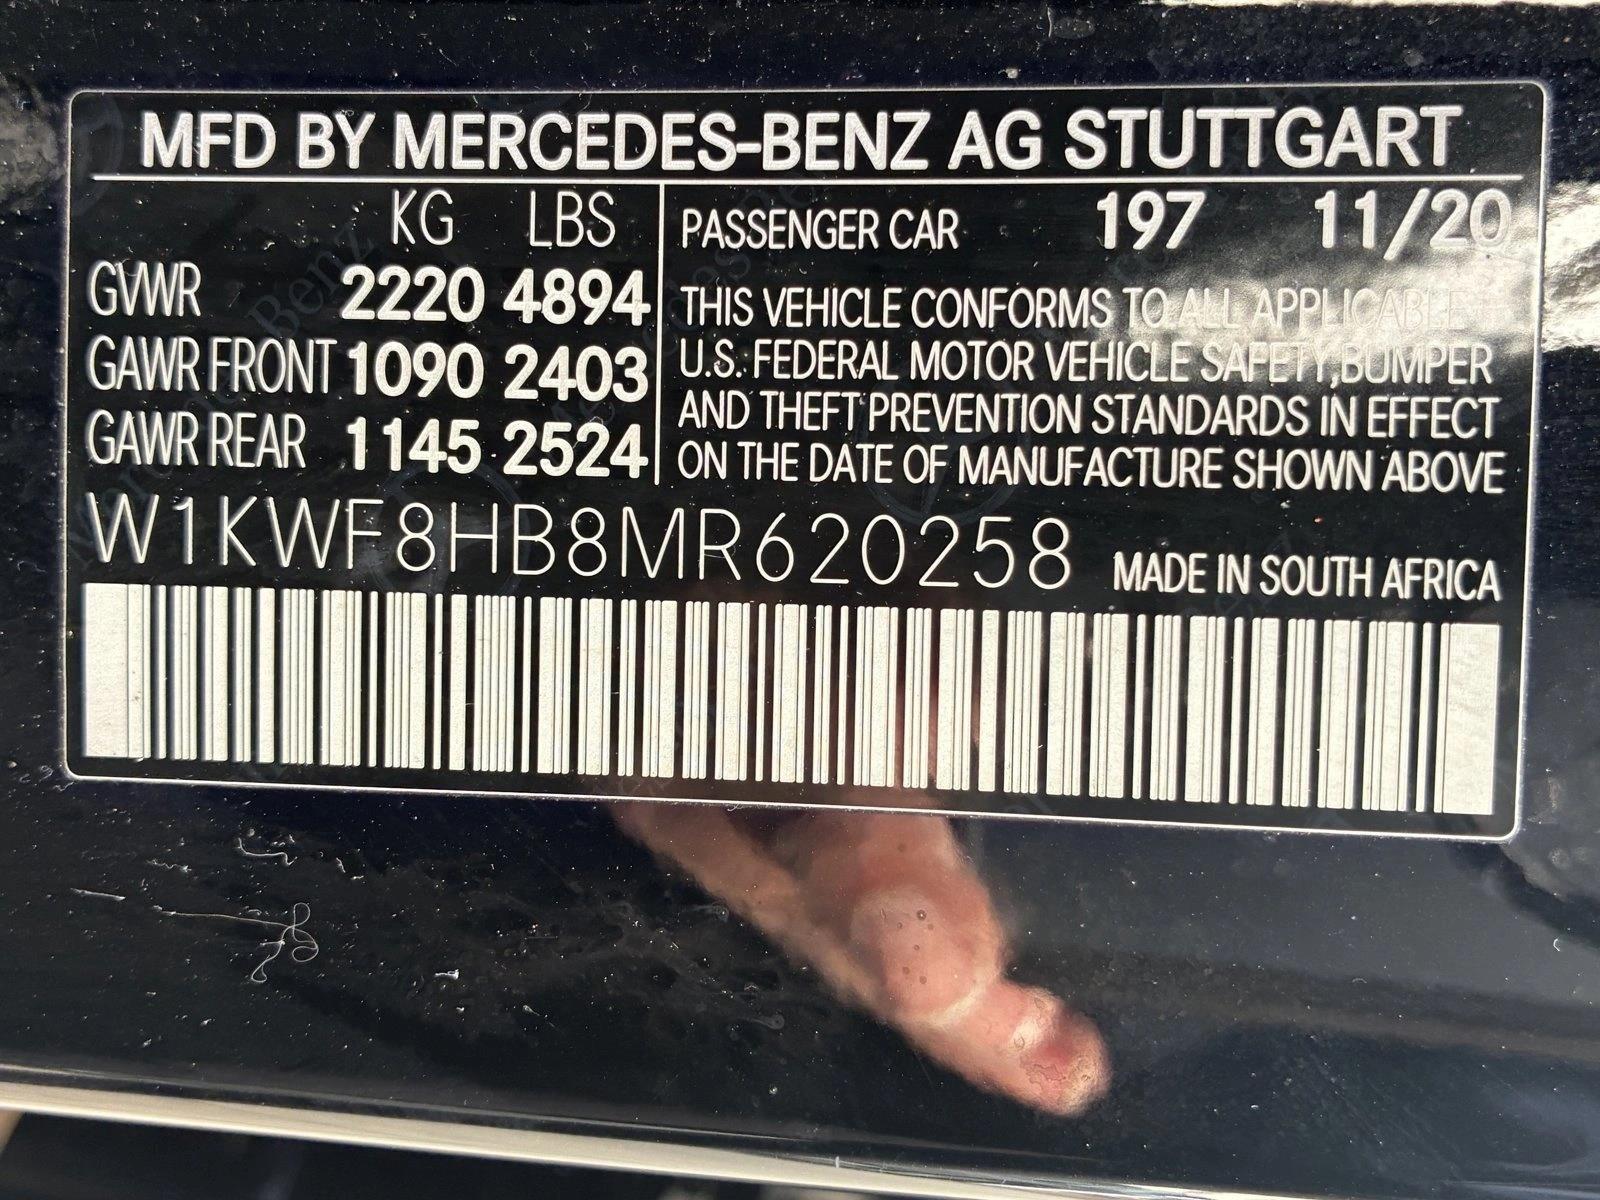 MFD BY MERCEDES-BENZ AG STUTTGART
KG LBS
GVWR 2220 4894
GAWR FRONT 1090 2403
GAWR REAR 1145 2524
PASSENGER CAR 197 11/20
THIS VEHICLE CONFORMS TO ALL APPLICABLE
U.S. FEDERAL MOTOR VEHICLE SAFETY,BUMPER
AND THEFT PREVENTION STANDARDS IN EFFECT
ON THE DATE OF MANUFACTURE SHOWN ABOVE
W1KWF8HB8MR620258
MADE IN SOUTH AFRICA